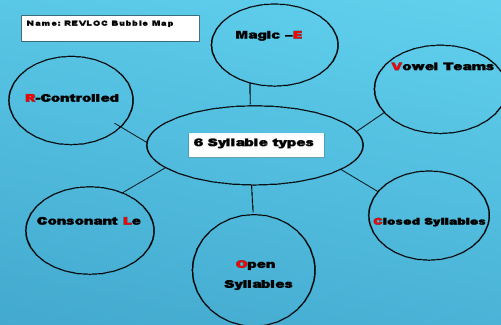 Name: REVLOC Bubble Map
Magic –E
Vowel Teams
R-Controlled
6 Syllable types
Consonant Le
Closed Syllables
Open
Syllables